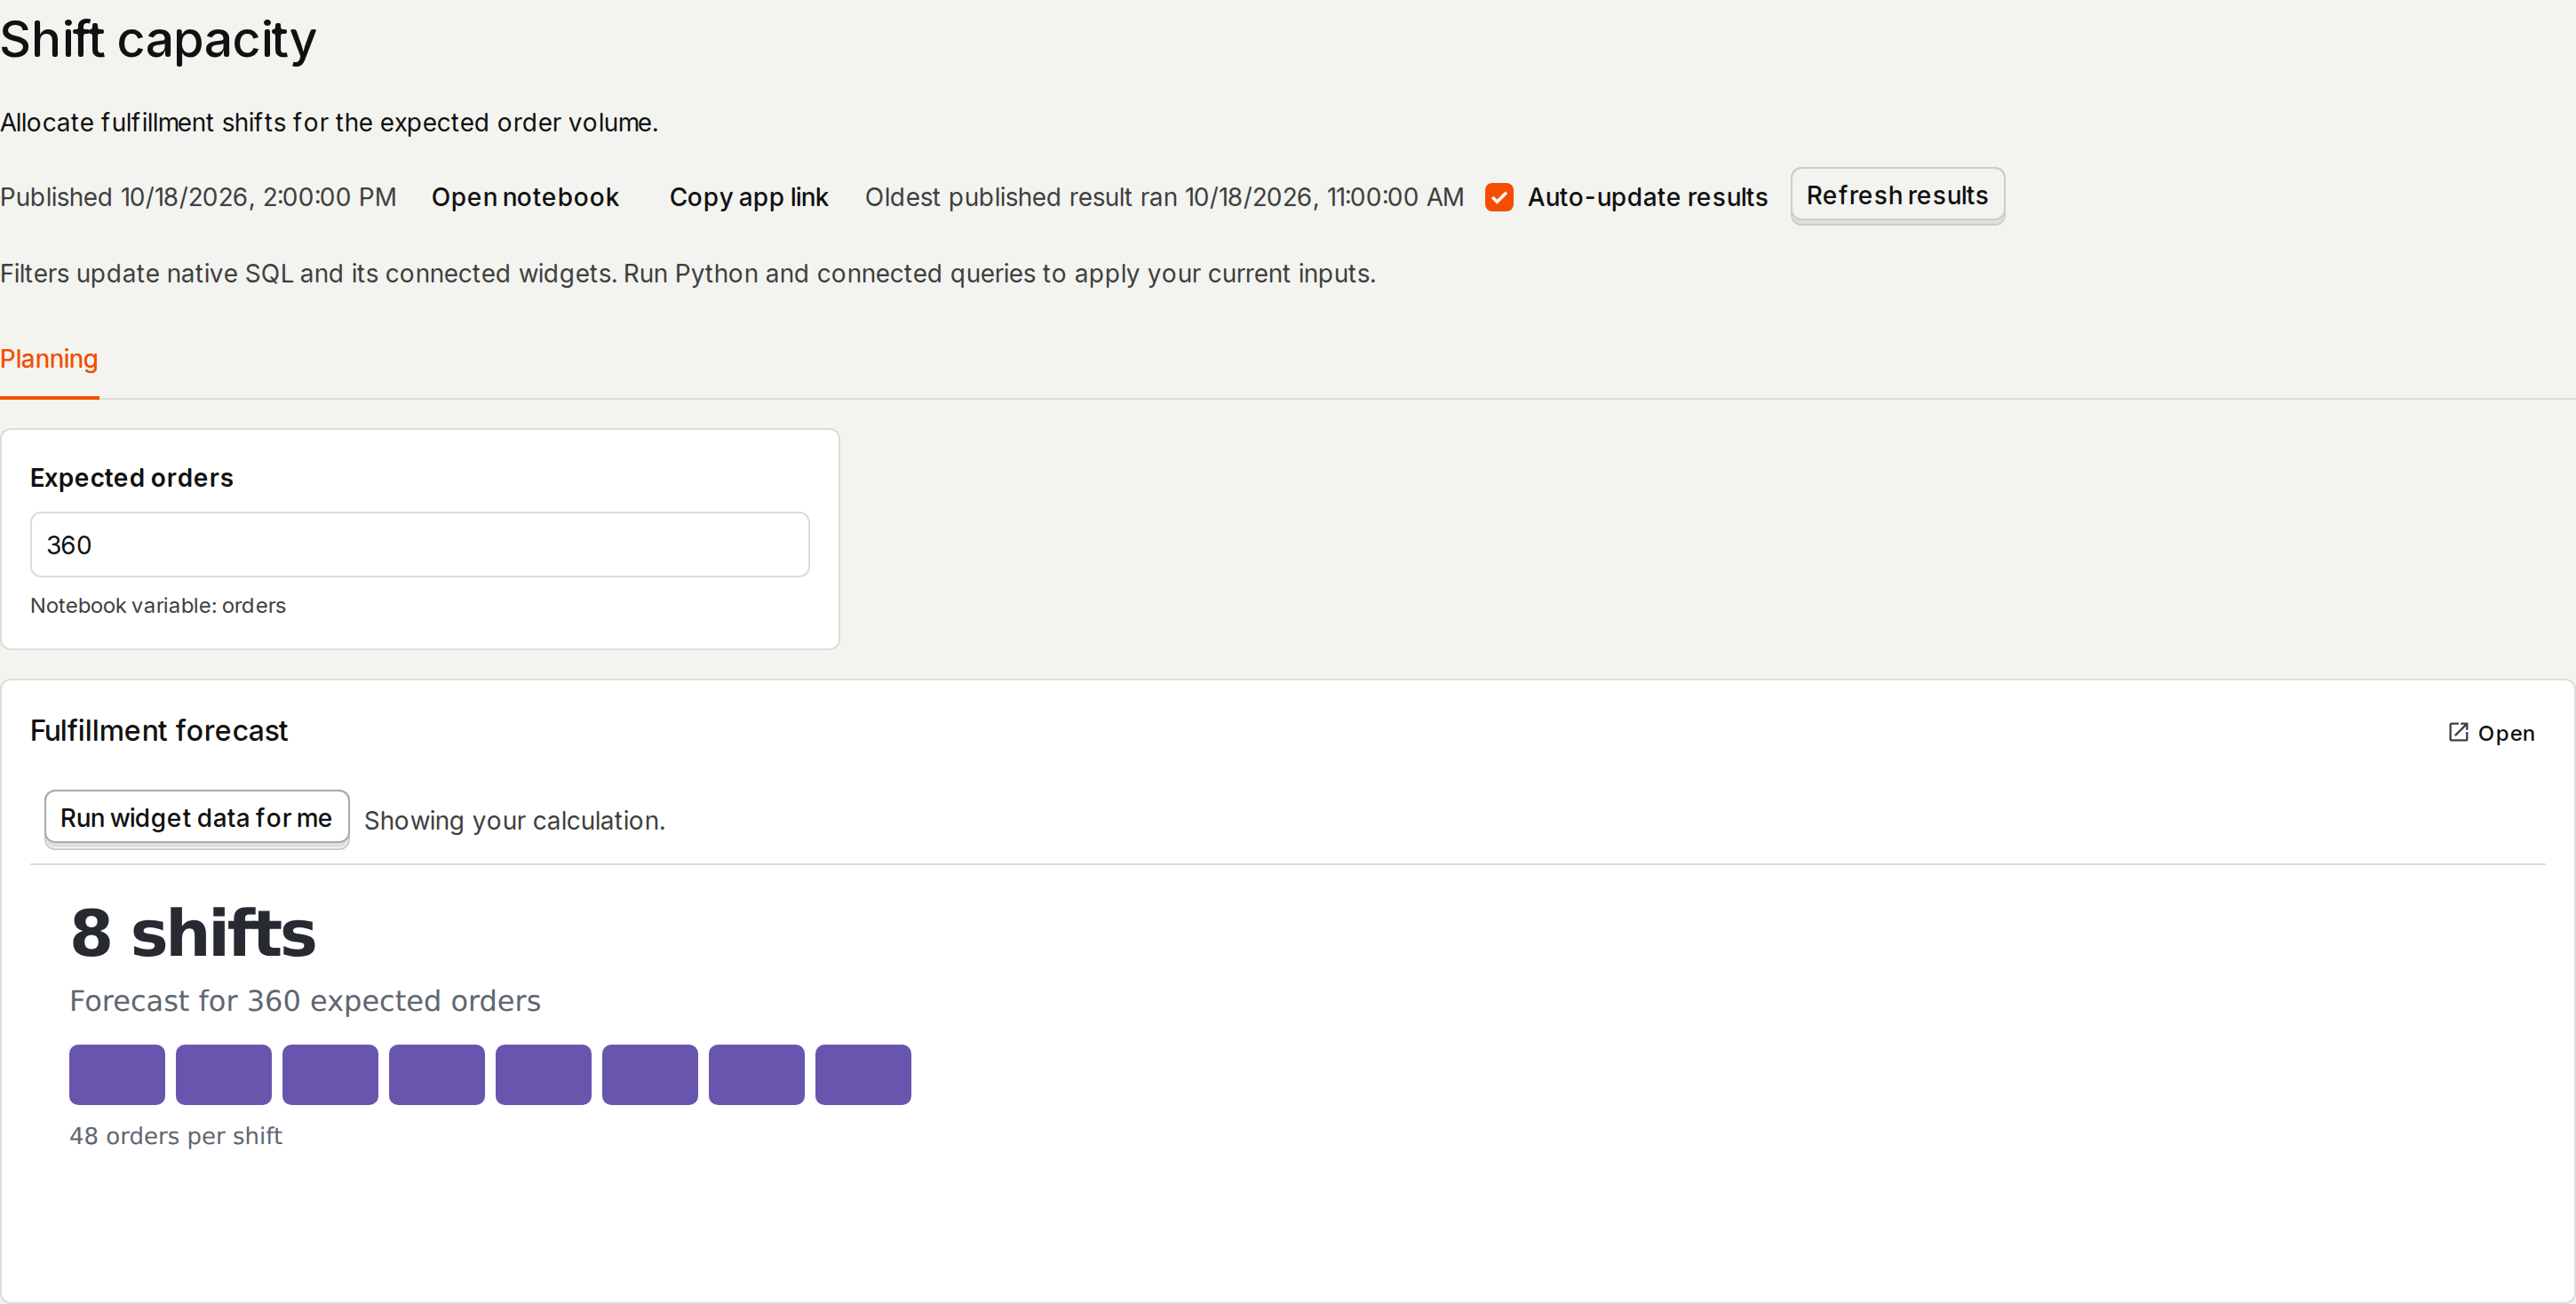 Shift capacity
Allocate fulfillment shifts for the expected order volume.
Published 10/18/2026, 2:00:00 PM Open notebook Copy app link Oldest published result ran 10/18/2026, 11:00:00 AM Auto-update results Refresh results
Filters update native SQL and its connected widgets. Run Python and connected queries to apply your current inputs.
Planning
Expected orders
360
Notebook variable: orders
Fulfillment forecast Open
Run widget data for me Showing your calculation.
8 shifts
Forecast for 360 expected orders
48 orders per shift